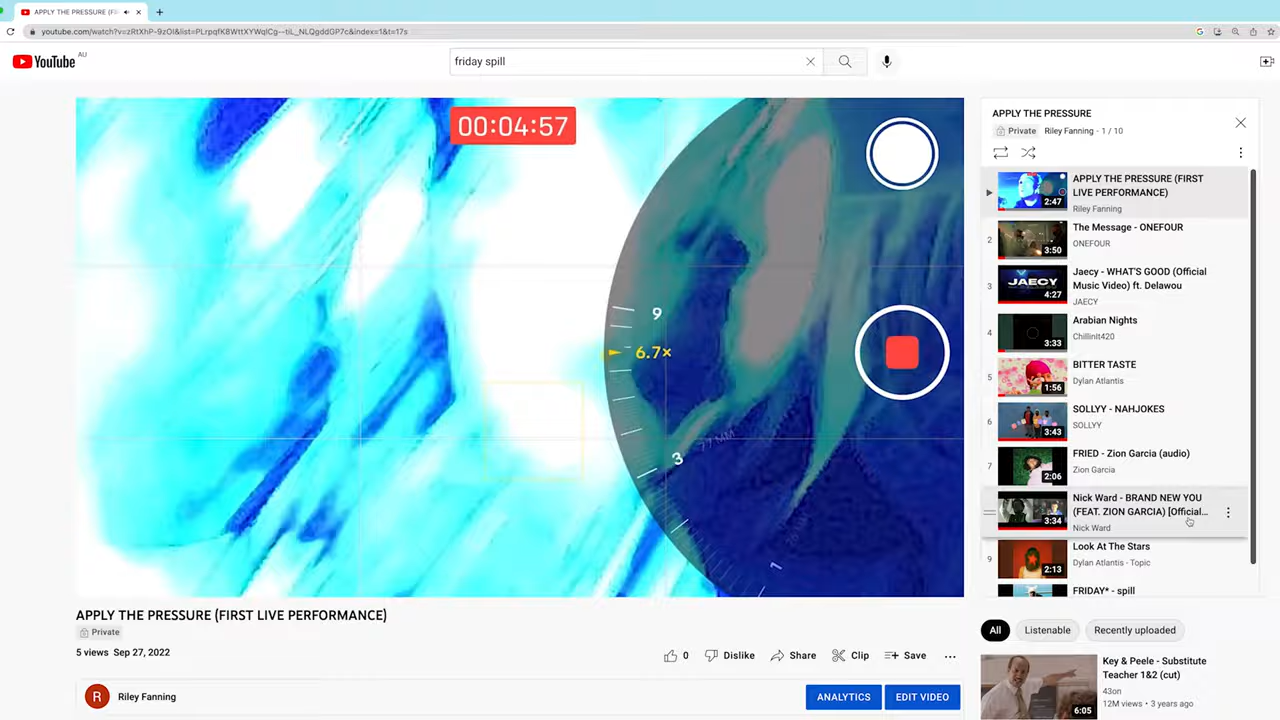 APPLY THE PRESSURE (FI
youtube.com/watch?v=zRtXhP-9zOI&list=PLrpqfK8WttXYWqlCg--tiL_NLQgddGP7c&index=1&t=17s
YouTube AU
friday spill
00:04:57
9
6.7×
3
77 MM
1
APPLY THE PRESSURE
Private Riley Fanning - 1 / 10
APPLY THE PRESSURE (FIRST
LIVE PERFORMANCE)
2:47
Riley Fanning
2
The Message - ONEFOUR
ONEFOUR
3:50
3
Jaecy - WHAT'S GOOD (Official
Music Video) ft. Delawou
JAECY
4:27
JAECY
4
Arabian Nights
ChillinIt420
3:33
5
BITTER TASTE
Dylan Atlantis
1:56
6
SOLLYY - NAHJOKES
SOLLYY
3:43
7
FRIED - Zion Garcia (audio)
Zion Garcia
2:06
Nick Ward - BRAND NEW YOU
(FEAT. ZION GARCIA) [Official...
3:34
Nick Ward
9
Look At The Stars
Dylan Atlantis - Topic
2:13
FRIDAY* - spill
APPLY THE PRESSURE (FIRST LIVE PERFORMANCE)
Private
5 views Sep 27, 2022
0 Dislike Share Clip Save
R
Riley Fanning
ANALYTICS EDIT VIDEO
All Listenable Recently uploaded
Key & Peele - Substitute
Teacher 1&2 (cut)
43on
12M views • 3 years ago
6:05